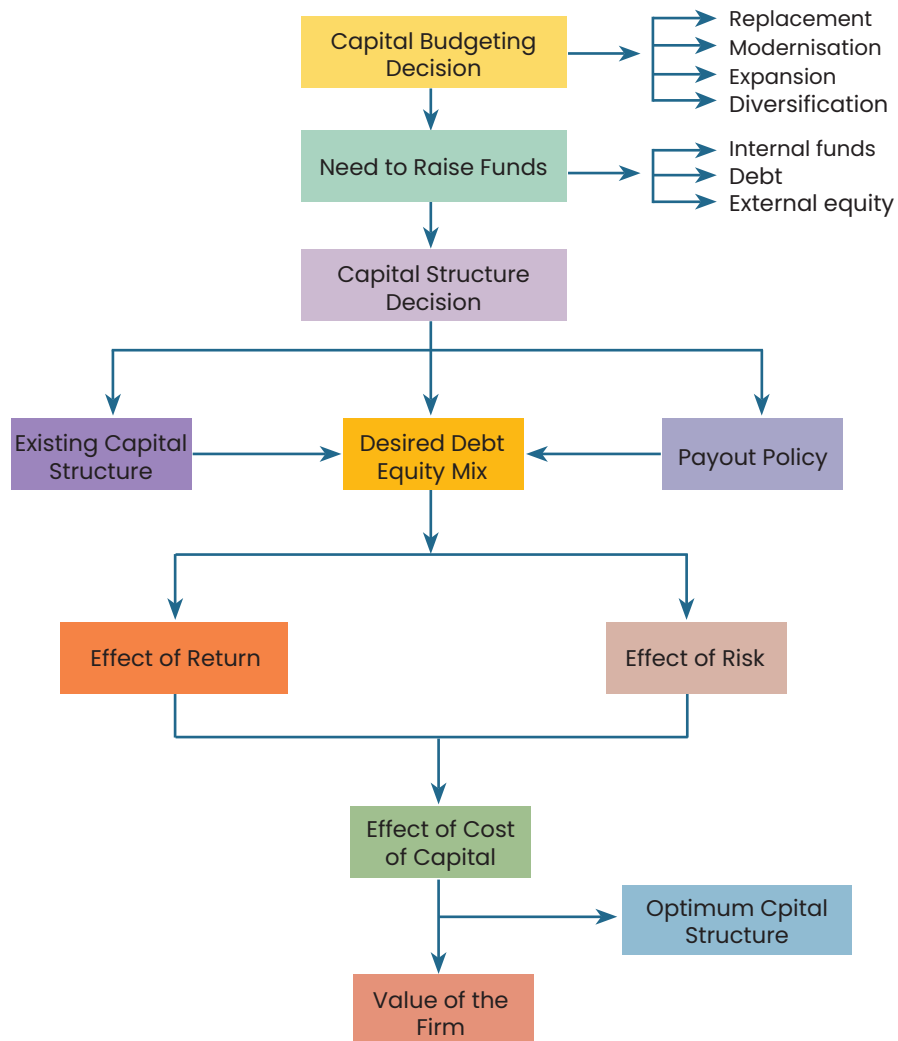 Capital Budgeting
Decision
Replacement
Modernisation
Expansion
Diversification
Need to Raise Funds
Internal funds
Debt
External equity
Capital Structure
Decision
Existing Capital
Structure
Desired Debt
Equity Mix
Payout Policy
Effect of Return
Effect of Risk
Effect of Cost
of Capital
Optimum Cpital
Structure
Value of the
Firm